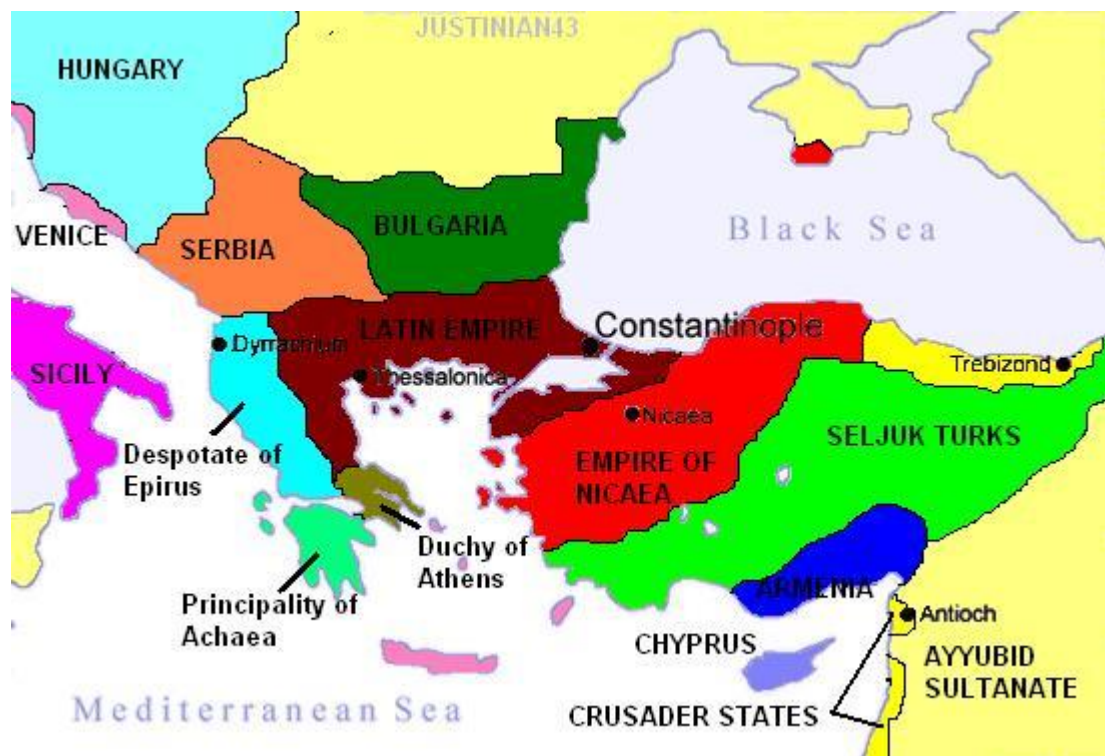 JUSTINIAN43
HUNGARY
VENICE
SERBIA
BULGARIA
Black Sea
LATIN EMPIRE
Constantinople
Dyrrachium
Thessalonica
SICILY
Trebizond
Nicaea
SELJUK TURKS
EMPIRE OF
NICAEA
Despotate of
Epirus
Duchy of
Athens
Principality of
Achaea
ARMENIA
Antioch
CHYPRUS
AYYUBID
SULTANATE
Mediterranean Sea
CRUSADER STATES